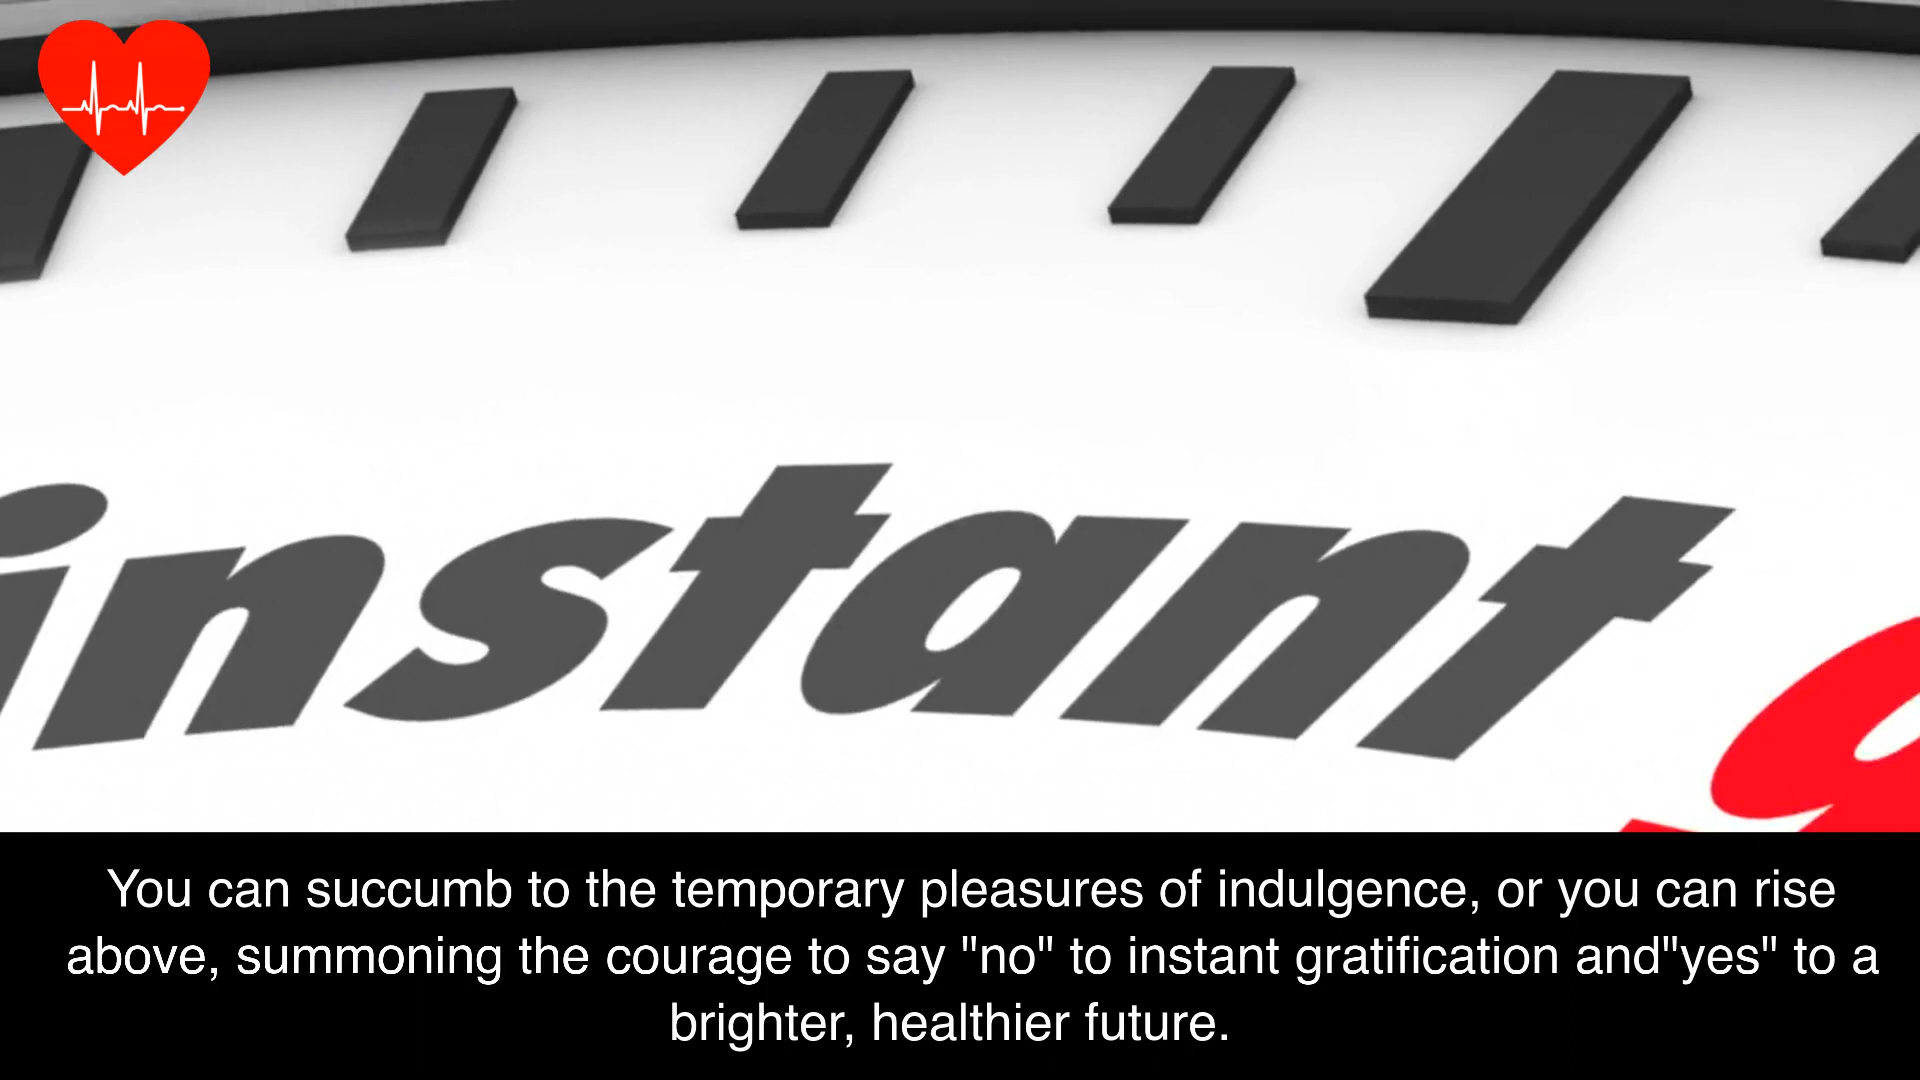 instant
You can succumb to the temporary pleasures of indulgence, or you can rise
above, summoning the courage to say "no" to instant gratification and"yes" to a
brighter, healthier future.